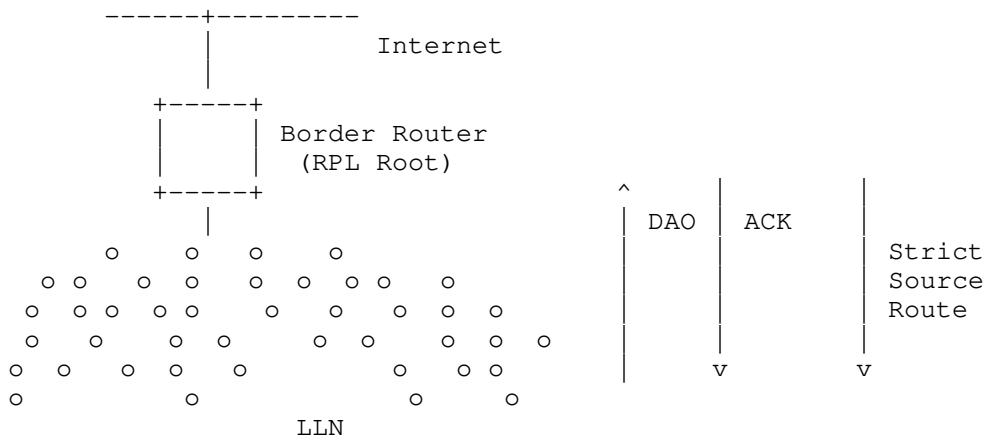 Internet
Border Router
(RPL Root)
DAO ACK
Strict
Source
Route
LLN